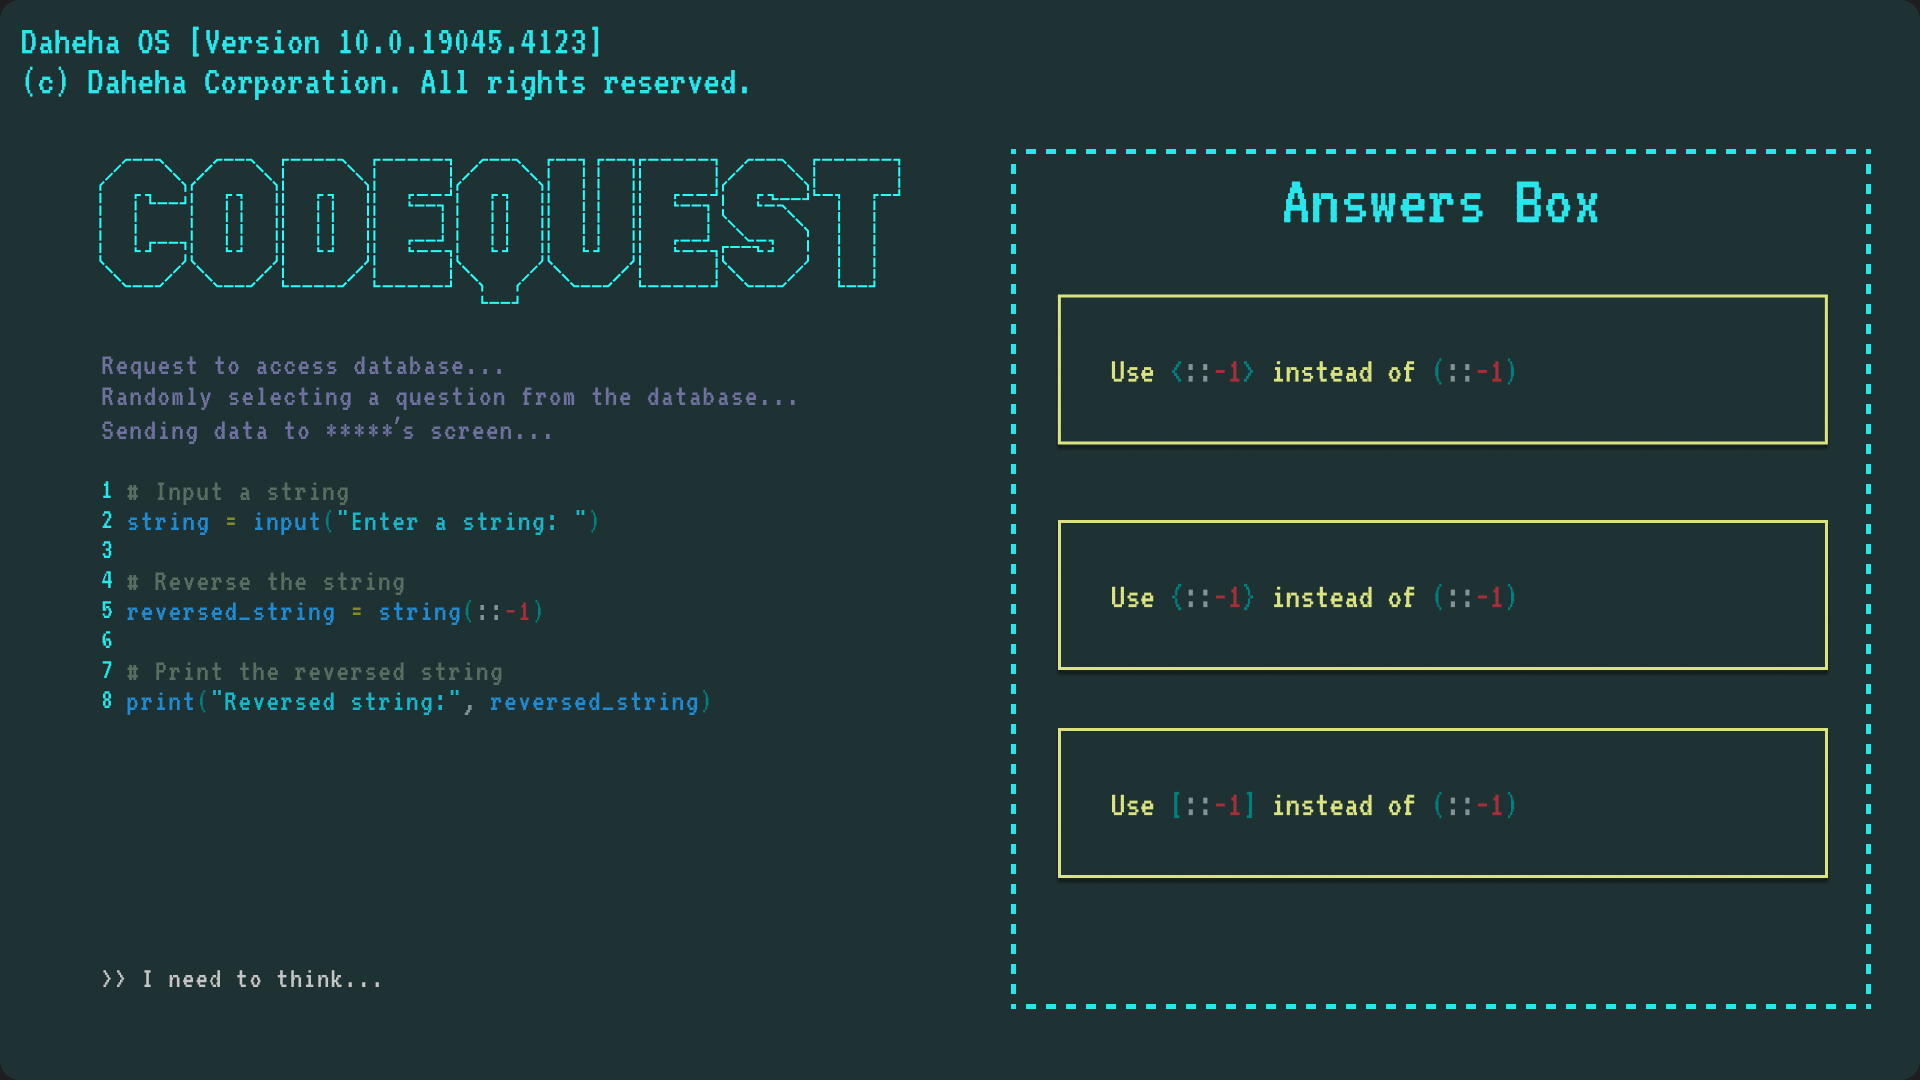 Daheha OS [Version 10.0.19045.4123]
(c) Daheha Corporation. All rights reserved.
CODEQUEST
Request to access database...
Randomly selecting a question from the database...
Sending data to *****'s screen...
1 # Input a string
2 string = input("Enter a string: ")
3
4 # Reverse the string
5 reversed_string = string(::-1)
6
7 # Print the reversed string
8 print("Reversed string:", reversed_string)
>> I need to think...
Answers Box
Use <::-1> instead of (::-1)
Use {::-1} instead of (::-1)
Use [::-1] instead of (::-1)